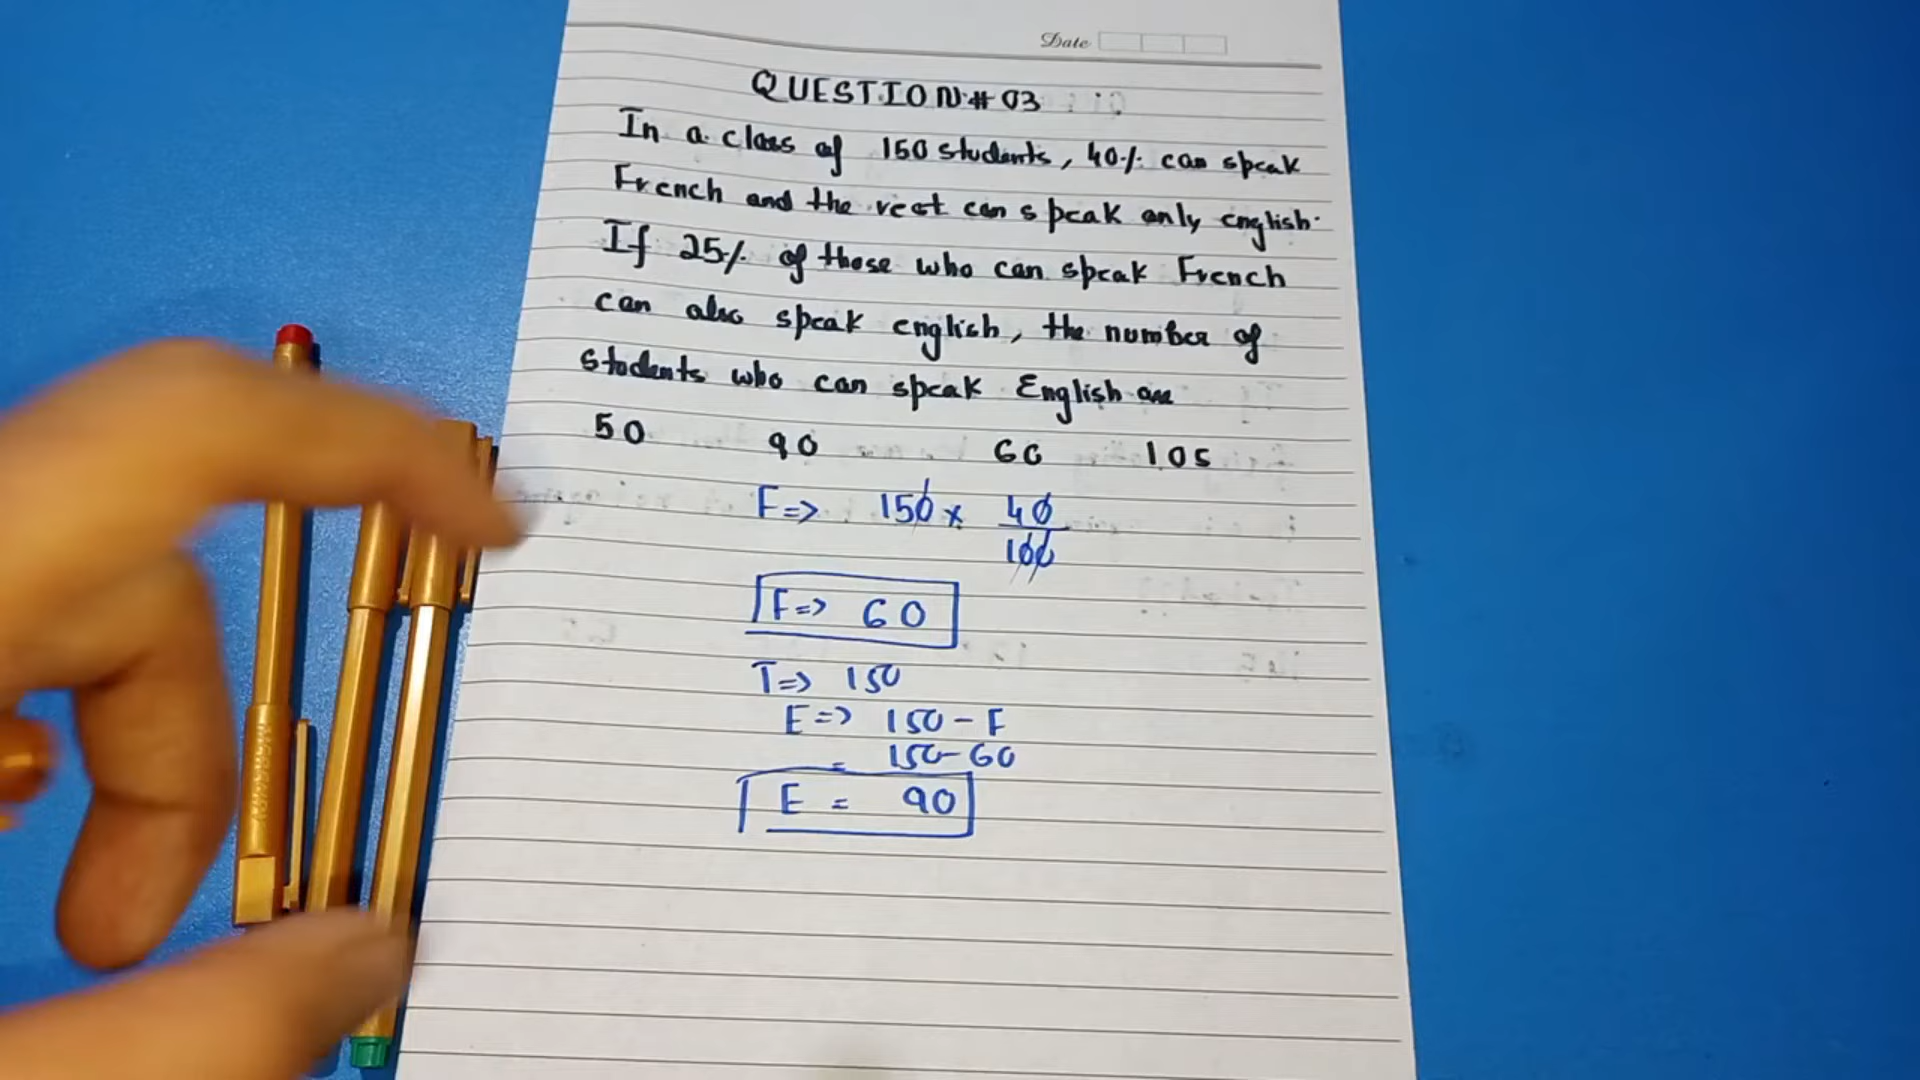 Date
QUESTION # 03
In a class of 150 students, 40% can speak
French and the rest can speak only english.
If 25% of those who can speak French
can also speak english, the number of
students who can speak English are
50 90 60 105
F => 150 × 40/100
F => 60
T => 150
E => 150 - F
= 150 - 60
E = 90